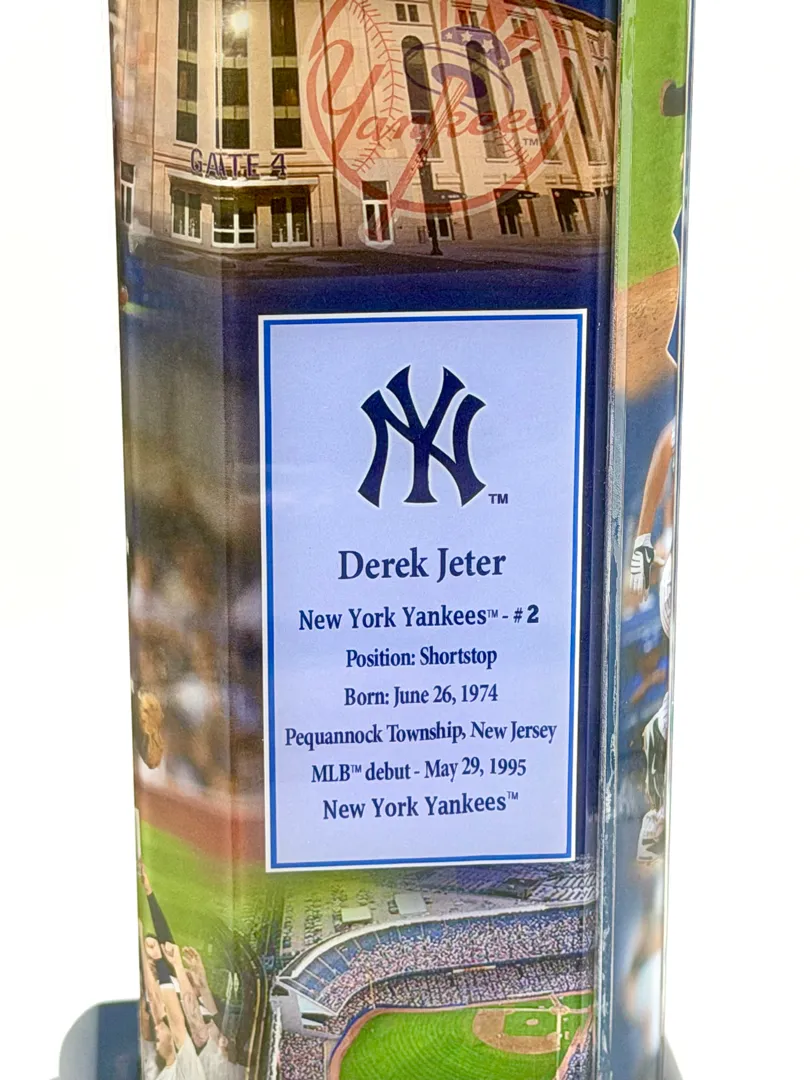 Yankees™
GATE 4
NY™
Derek Jeter
New York Yankees™ - #2
Position: Shortstop
Born: June 26, 1974
Pequannock Township, New Jersey
MLB™ debut - May 29, 1995
New York Yankees™